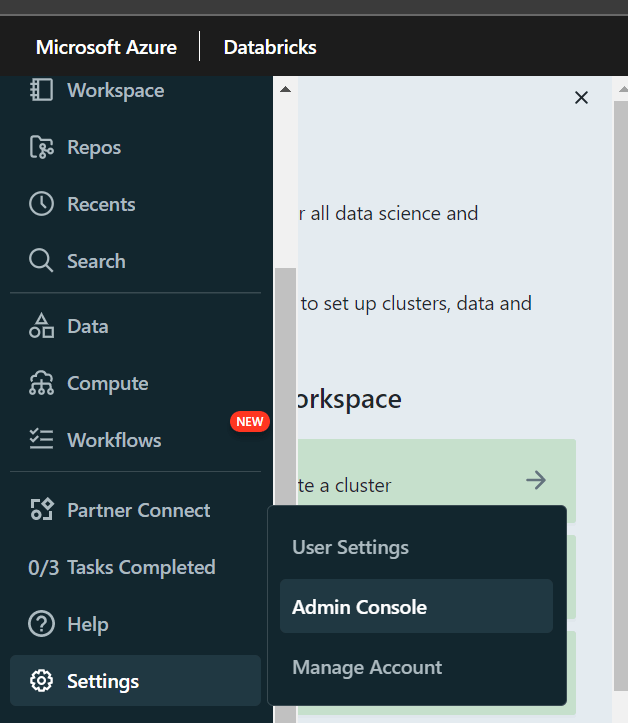 Microsoft Azure
Databricks
Workspace
Repos
Recents
Search
Data
Compute
NEW
Workflows
Partner Connect
0/3 Tasks Completed
Help
Settings
User Settings
Admin Console
Manage Account
r all data science and
to set up clusters, data and
orkspace
te a cluster